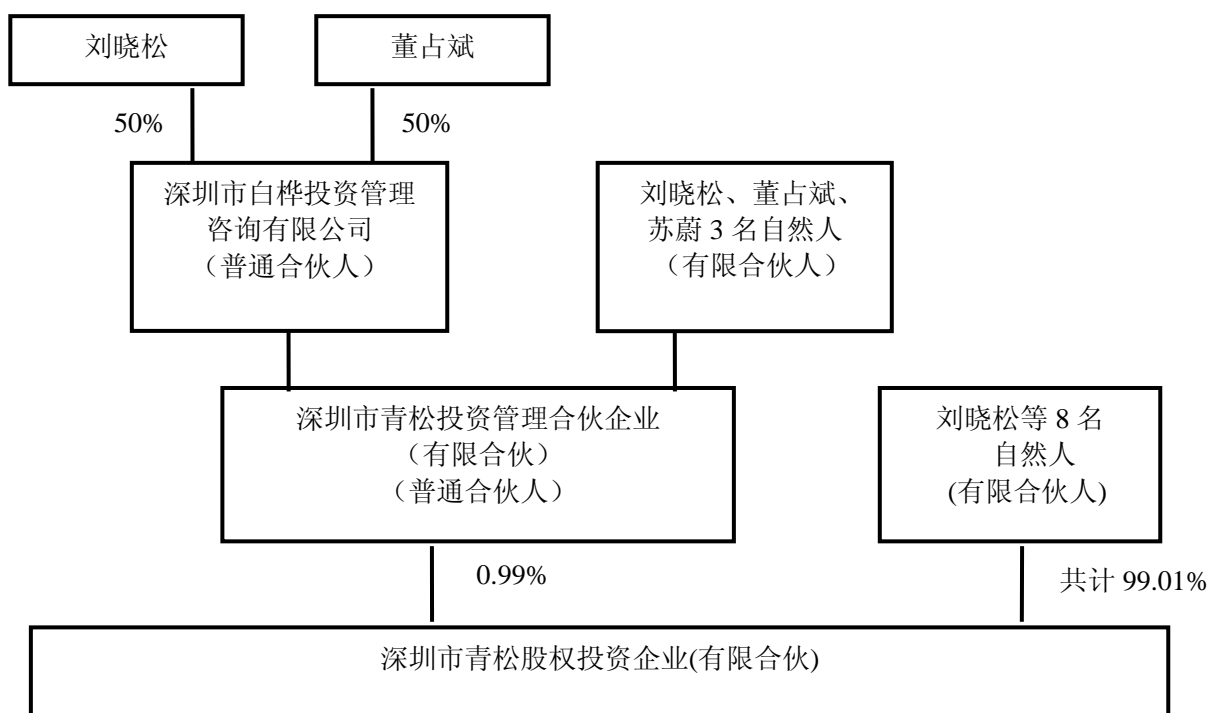 刘晓松
董占斌
50%
50%
深圳市白桦投资管理
咨询有限公司
（普通合伙人）
刘晓松、董占斌、
苏蔚 3 名自然人
（有限合伙人）
深圳市青松投资管理合伙企业
（有限合伙）
（普通合伙人）
刘晓松等 8 名
自然人
(有限合伙人)
0.99%
共计 99.01%
深圳市青松股权投资企业(有限合伙)